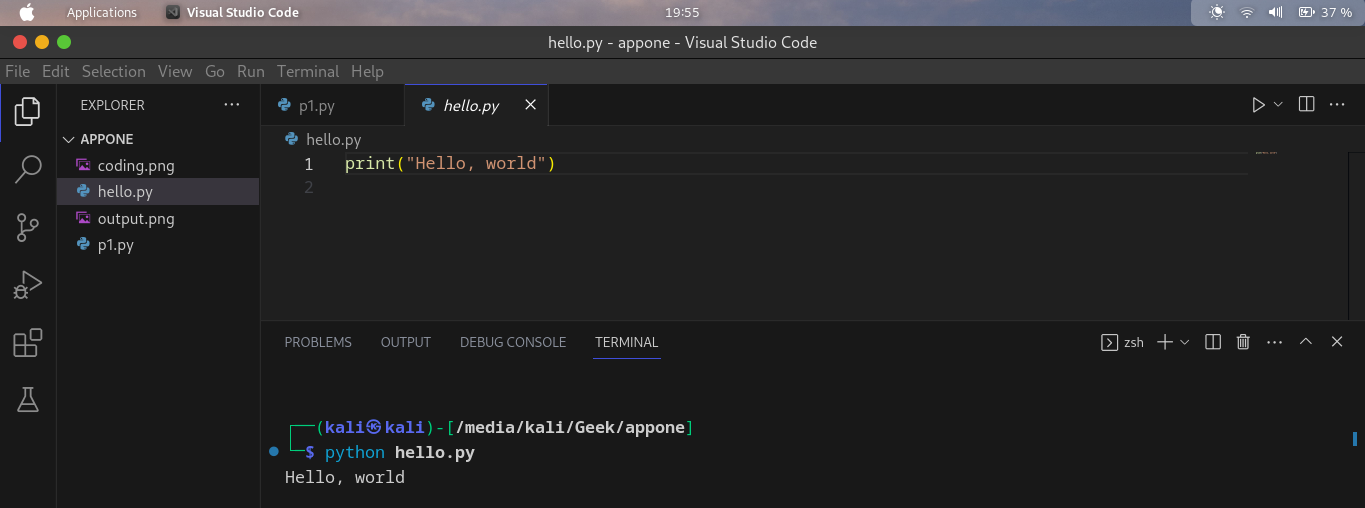 Applications Visual Studio Code 19:55 37 %
hello.py - appone - Visual Studio Code
File Edit Selection View Go Run Terminal Help
EXPLORER ···
APPONE
coding.png
hello.py
output.png
p1.py
p1.py hello.py
hello.py
1 print("Hello, world")
2
PROBLEMS OUTPUT DEBUG CONSOLE TERMINAL zsh
┌──(kali㉿kali)-[/media/kali/Geek/appone]
└─$ python hello.py
Hello, world